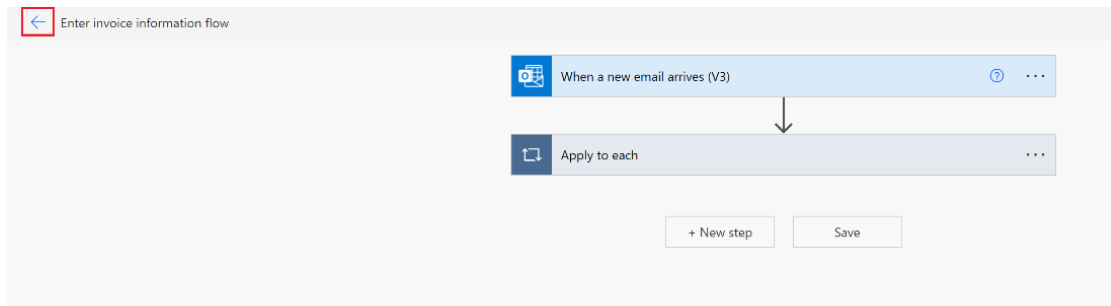 Enter invoice information flow
When a new email arrives (V3)
Apply to each
+ New step
Save